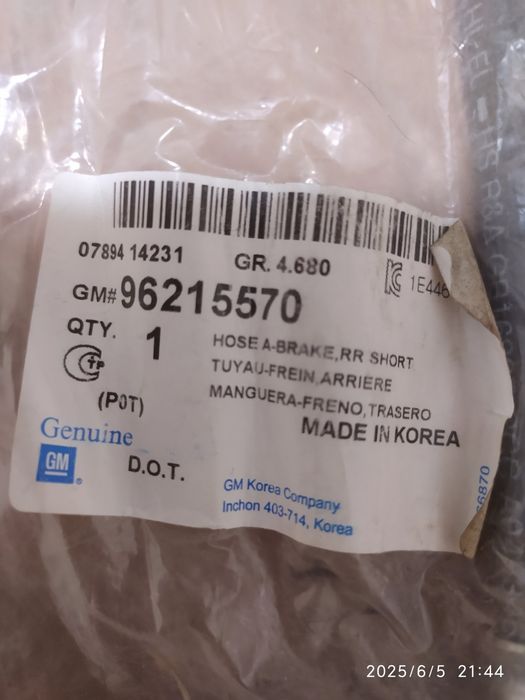 07894 14231
GR. 4.680
1E446
GM# 96215570
QTY. 1
HOSE A-BRAKE, RR SHORT
TUYAU-FREIN, ARRIERE
MANGUERA-FRENO, TRASERO
(P0T)
MADE IN KOREA
Genuine
GM
D.O.T.
GM Korea Company
Inchon 403-714, Korea
2025/6/5 21:44